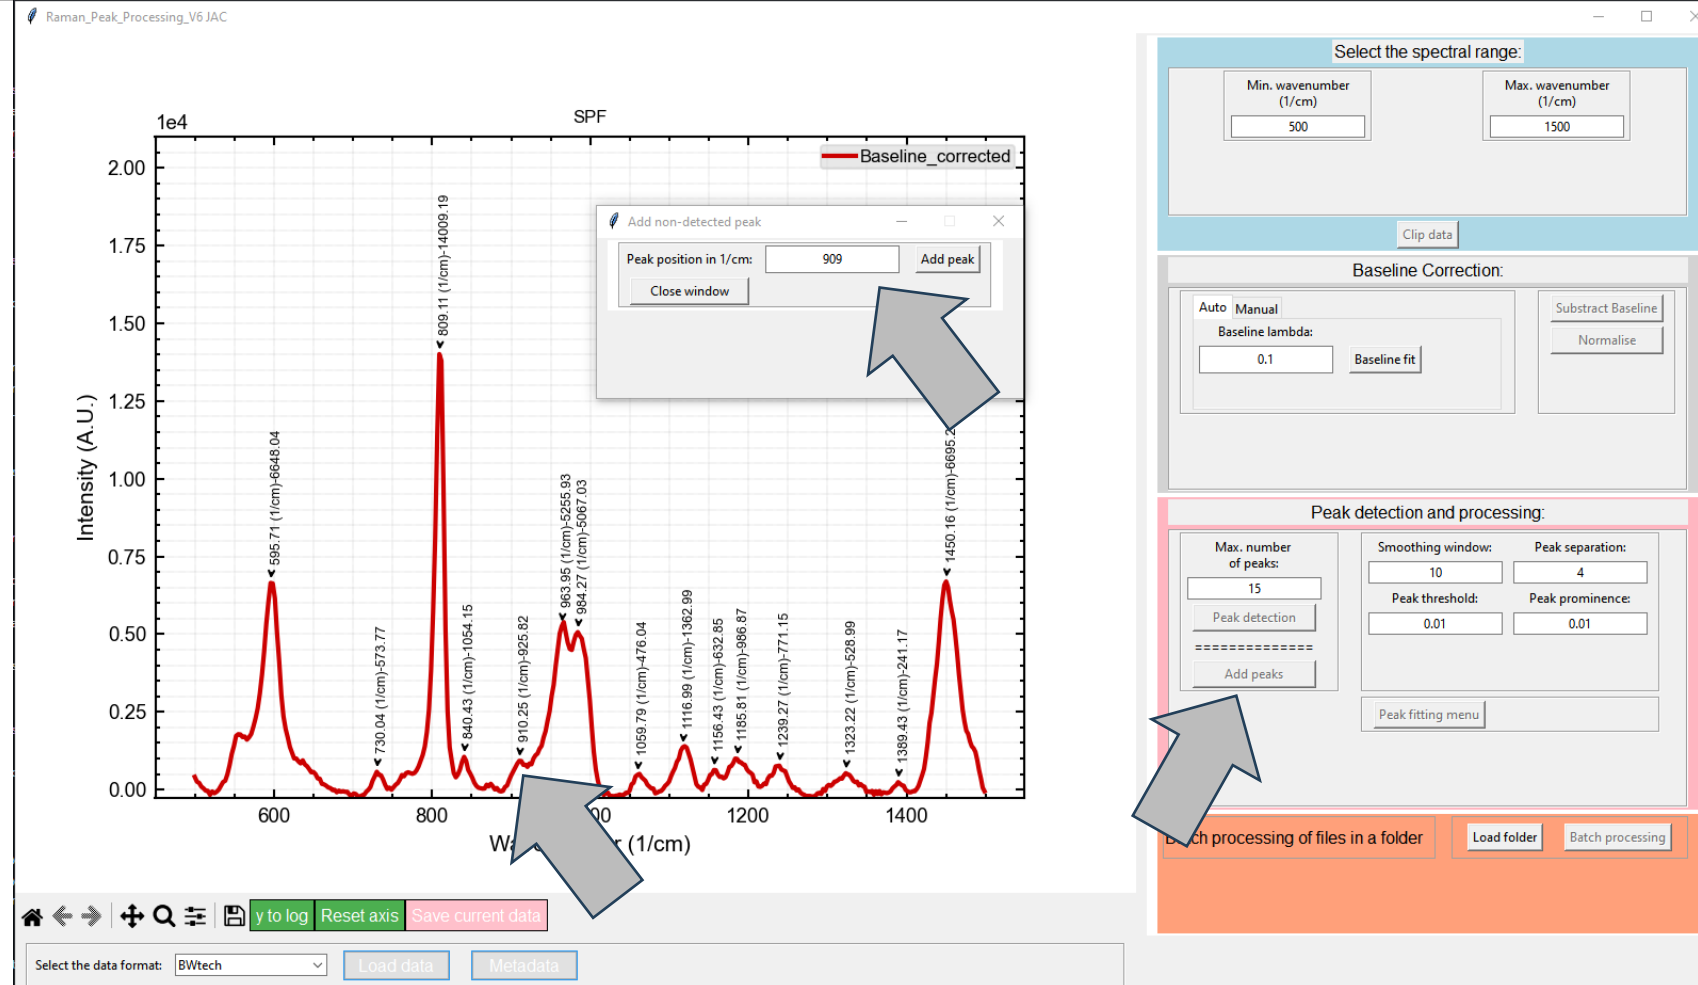 Raman_Peak_Processing_V6 JAC
SPF
1e4
Baseline_corrected
2.00
1.75
1.50
1.25
1.00
0.75
0.50
0.25
0.00
Intensity (A.U.)
595.71 (1/cm)-6648.04
730.04 (1/cm)-573.77
809.11 (1/cm)-14009.19
840.43 (1/cm)-1054.15
910.25 (1/cm)-925.82
963.95 (1/cm)-5255.93
984.27 (1/cm)-5067.03
1059.79 (1/cm)-476.04
1116.99 (1/cm)-1362.99
1156.43 (1/cm)-632.85
1185.81 (1/cm)-986.87
1239.27 (1/cm)-771.15
1323.22 (1/cm)-528.99
1389.43 (1/cm)-241.17
1450.16 (1/cm)-6695.2
600
800
1200
1400
(1/cm)
Add non-detected peak
Peak position in 1/cm:
909
Add peak
Close window
y to log
Reset axis
Save current data
Select the data format:
BWtech
Load data
Metadata
Select the spectral range:
Min. wavenumber
(1/cm)
500
Max. wavenumber
(1/cm)
1500
Clip data
Baseline Correction:
Auto
Manual
Baseline lambda:
0.1
Baseline fit
Substract Baseline
Normalise
Peak detection and processing:
Max. number
of peaks:
15
Peak detection
==============
Add peaks
Smoothing window:
10
Peak separation:
4
Peak threshold:
0.01
Peak prominence:
0.01
Peak fitting menu
processing of files in a folder
Load folder
Batch processing